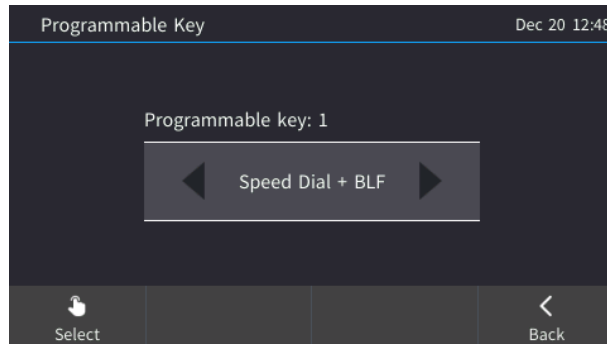 Programmable Key Dec 20 12:48
Programmable key: 1
Speed Dial + BLF
Select Back